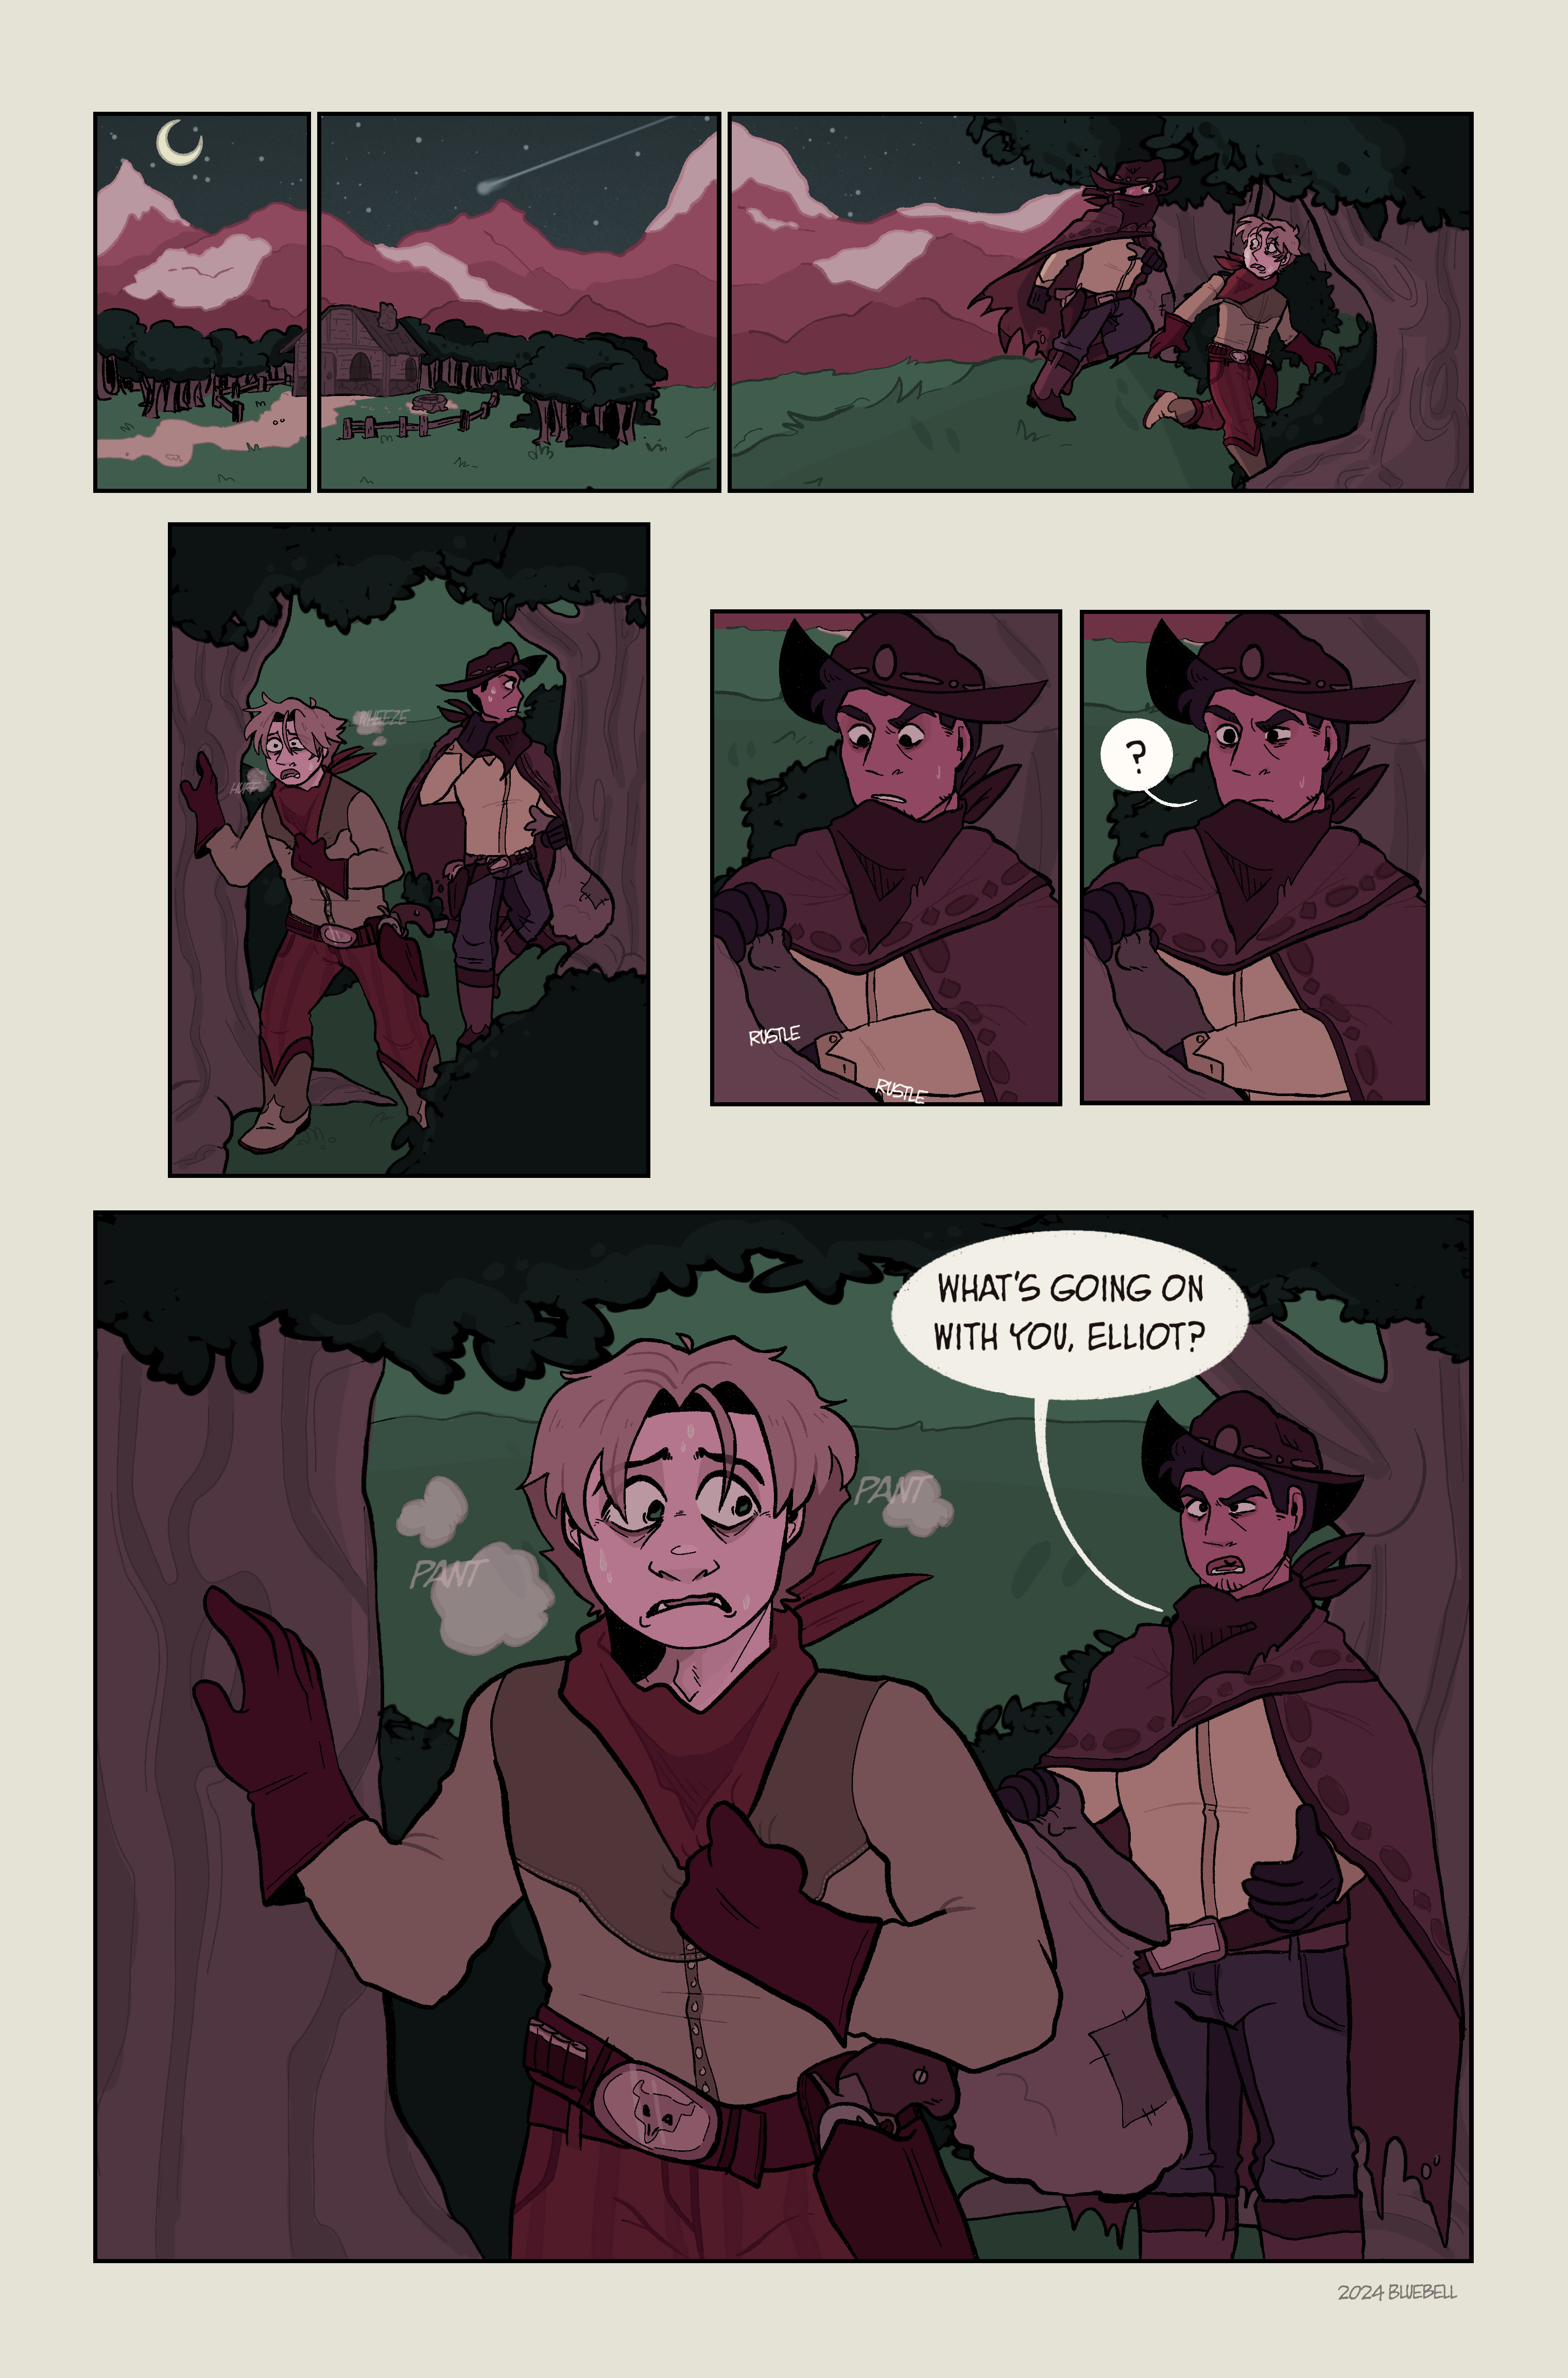 WHEEZE
HUFF
RUSTLE
RUSTLE
?
WHAT'S GOING ON
WITH YOU, ELLIOT?
PANT
PANT
2024 BLUEBELL